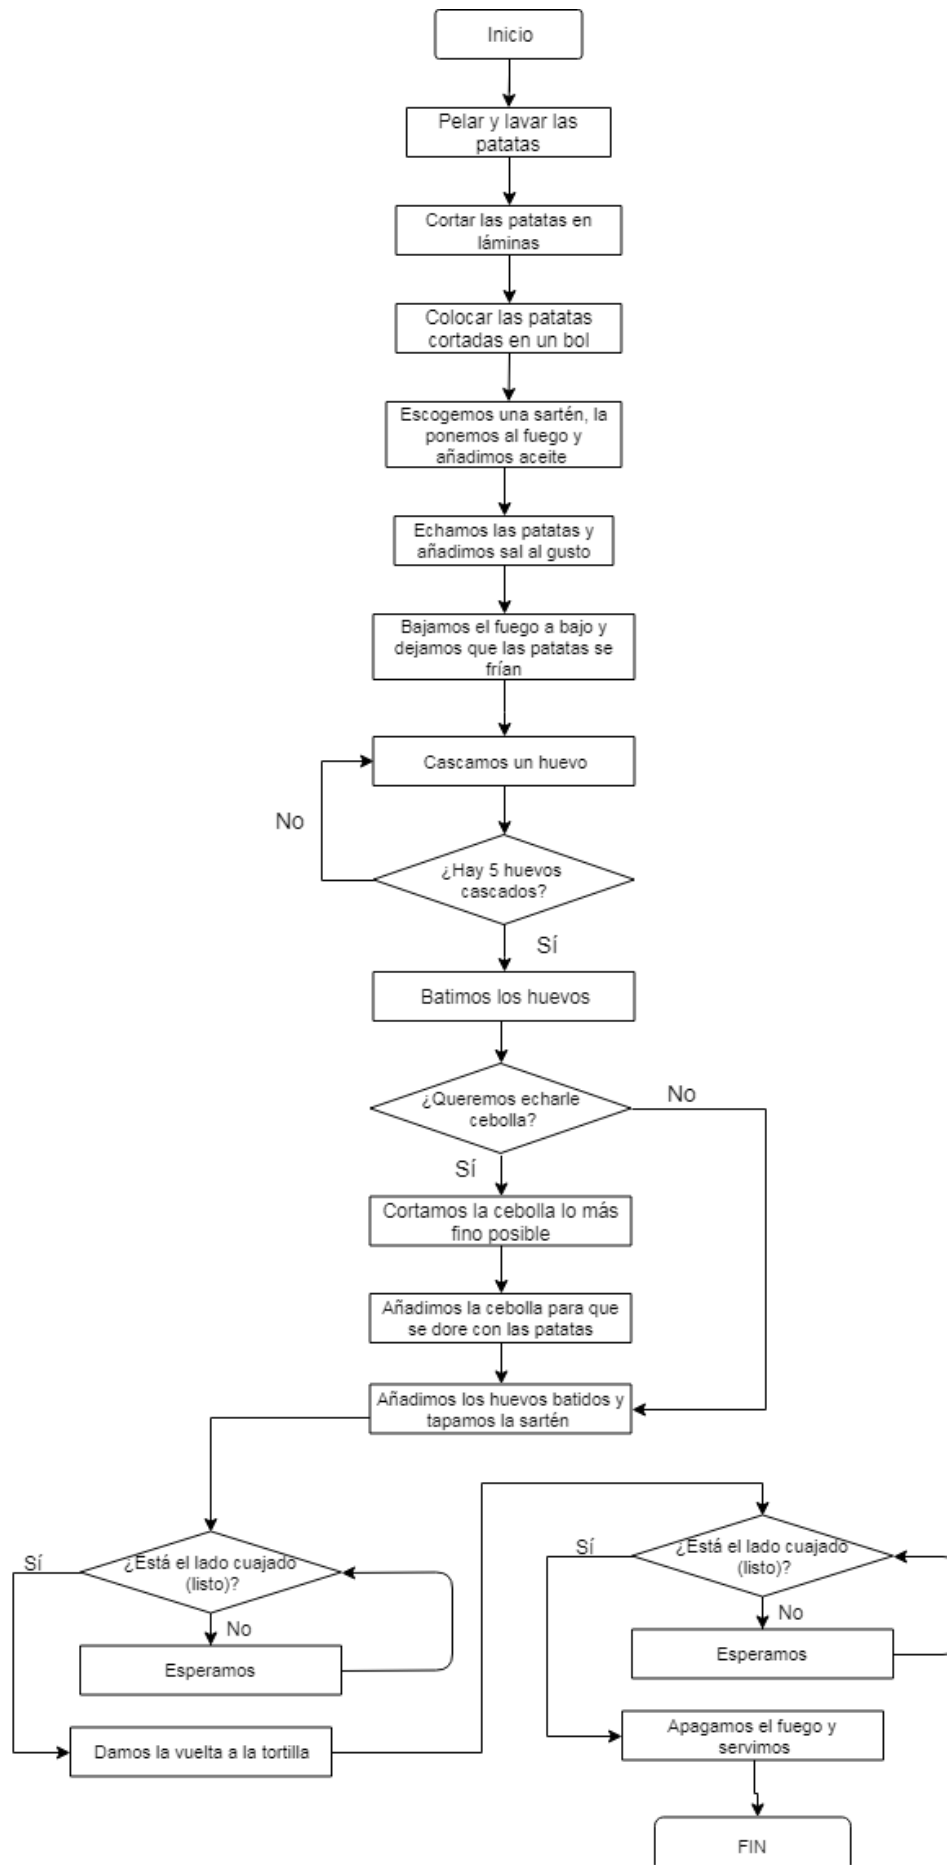 Inicio
Pelar y lavar las
patatas
Cortar las patatas en
láminas
Colocar las patatas
cortadas en un bol
Escogemos una sartén, la
ponemos al fuego y
añadimos aceite
Echamos las patatas y
añadimos sal al gusto
Bajamos el fuego a bajo y
dejamos que las patatas se
frían
Cascamos un huevo
No
¿Hay 5 huevos
cascados?
Sí
Batimos los huevos
¿Queremos echarle
cebolla?
No
Sí
Cortamos la cebolla lo más
fino posible
Añadimos la cebolla para que
se dore con las patatas
Añadimos los huevos batidos y
tapamos la sartén
¿Está el lado cuajado
(listo)?
Sí
No
Esperamos
Damos la vuelta a la tortilla
¿Está el lado cuajado
(listo)?
Sí
No
Esperamos
Apagamos el fuego y
servimos
FIN